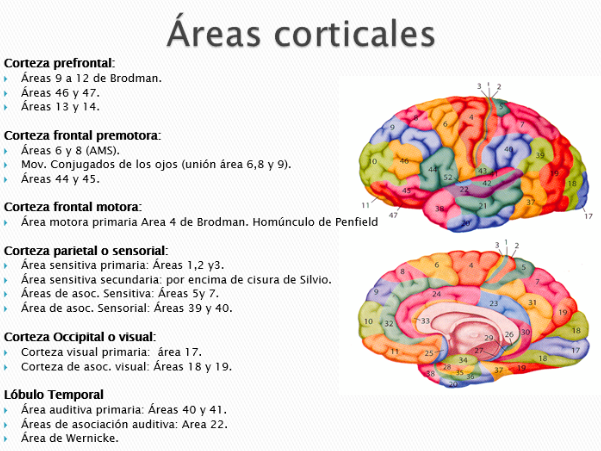 Áreas corticales
Corteza prefrontal:
Áreas 9 a 12 de Brodman.
Áreas 46 y 47.
Áreas 13 y 14.
Corteza frontal premotora:
Áreas 6 y 8 (AMS).
Mov. Conjugados de los ojos (unión área 6,8 y 9).
Áreas 44 y 45.
Corteza frontal motora:
Área motora primaria Area 4 de Brodman. Homúnculo de Penfield
Corteza parietal o sensorial:
Área sensitiva primaria: Áreas 1,2 y3.
Área sensitiva secundaria: por encima de cisura de Silvio.
Áreas de asoc. Sensitiva: Áreas 5y 7.
Área de asoc. Sensorial: Áreas 39 y 40.
Corteza Occipital o visual:
Corteza visual primaria:  área 17.
Corteza de asoc. visual: Áreas 18 y 19.
Lóbulo Temporal
Área auditiva primaria: Áreas 40 y 41.
Áreas de asociación auditiva: Area 22.
Área de Wernicke.
3 1 2
4 5
8 6 7
9
40 39
10 46
44 43 41
52 42
22 18
45 21
11 38 37
47 20 17
3 1 2
6 4 5
8 7
9 24 31
23 19
10 32 33
29 26 30
17
11 25 27 18
34
28 35 37 19
38 36
20